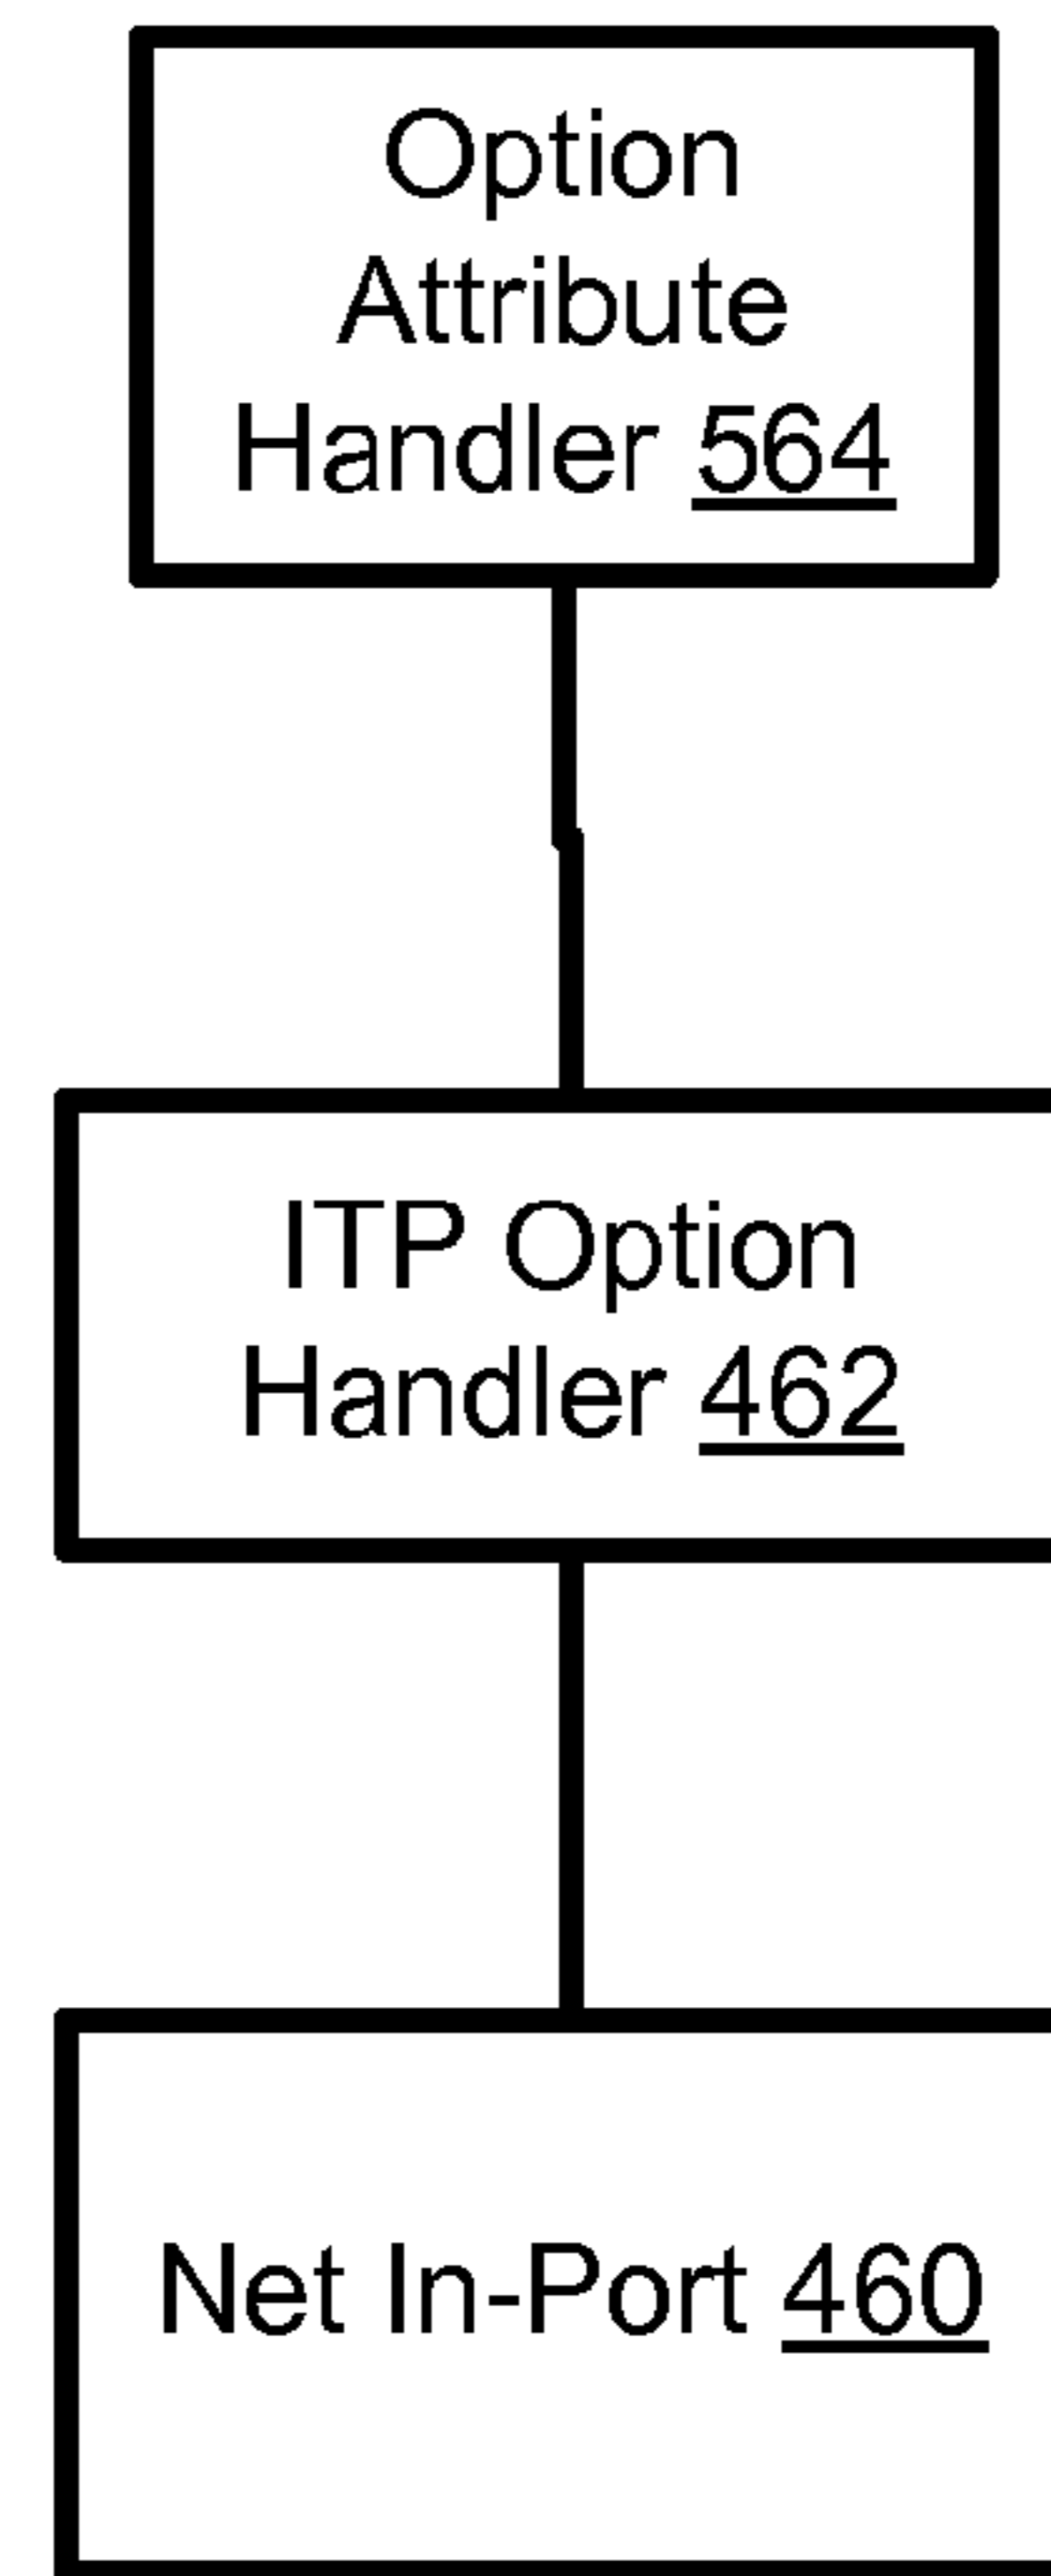 Option
Attribute
Handler 564
ITP Option
Handler 462
Net In-Port 460